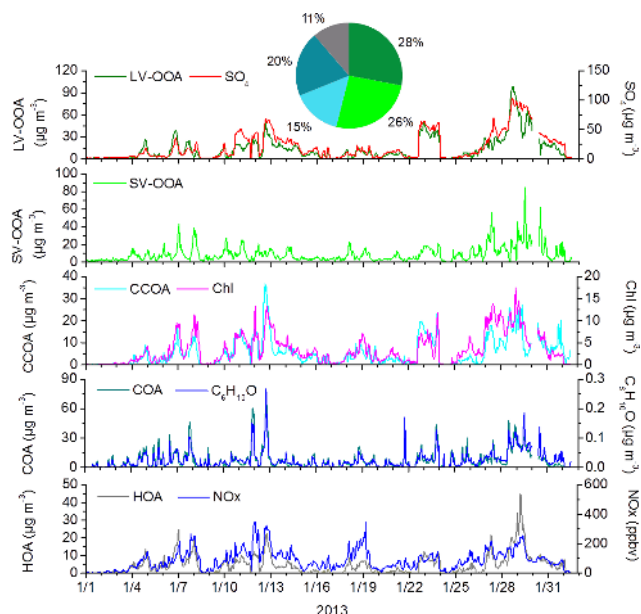 11%
28%
20%
15%
26%
LV-OOA SO₄
LV-OOA
(µg m⁻³)
120
90
60
30
0
SO₄
(µg m⁻³)
150
100
50
0
SV-OOA
SV-OOA
(µg m⁻³)
100
80
60
40
20
0
CCOA Chl
CCOA (µg m⁻³)
40
30
20
10
0
Chl (µg m⁻³)
20
15
10
5
0
COA C₆H₁₀O
COA (µg m⁻³)
90
60
30
0
C₆H₁₀O (µg m⁻³)
0.3
0.2
0.1
0.0
HOA NOx
HOA (µg m⁻³)
50
40
30
20
10
0
NOx (ppbv)
600
400
200
0
1/1 1/4 1/7 1/10 1/13 1/16 1/19 1/22 1/25 1/28 1/31
2013